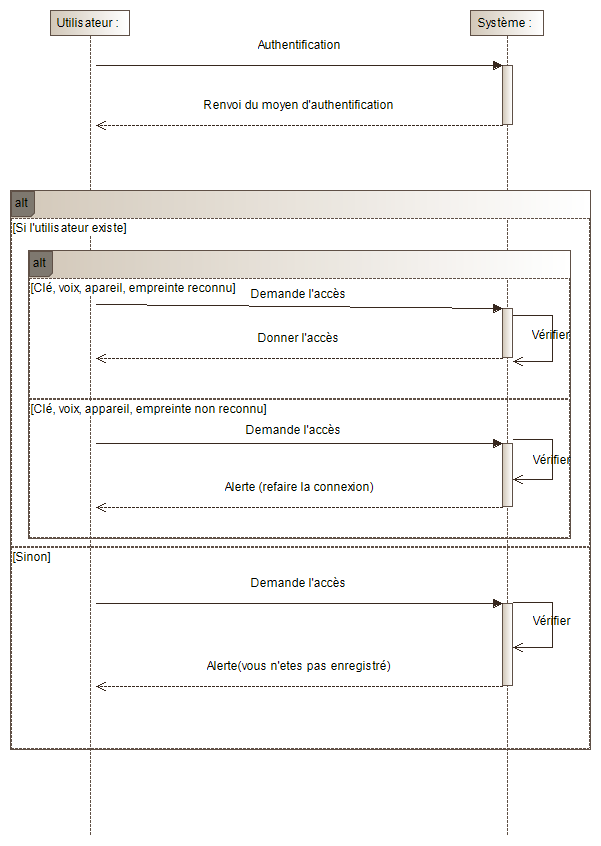 Utilisateur :
Système :
Authentification
Renvoi du moyen d'authentification
alt
[Si l'utilisateur existe]
alt
[Clé, voix, apareil, empreinte reconnu]
Demande l'accès
Vérifier
Donner l'accès
[Clé, voix, appareil, empreinte non reconnu]
Demande l'accès
Vérifier
Alerte (refaire la connexion)
[Sinon]
Demande l'accès
Vérifier
Alerte(vous n'etes pas enregistré)